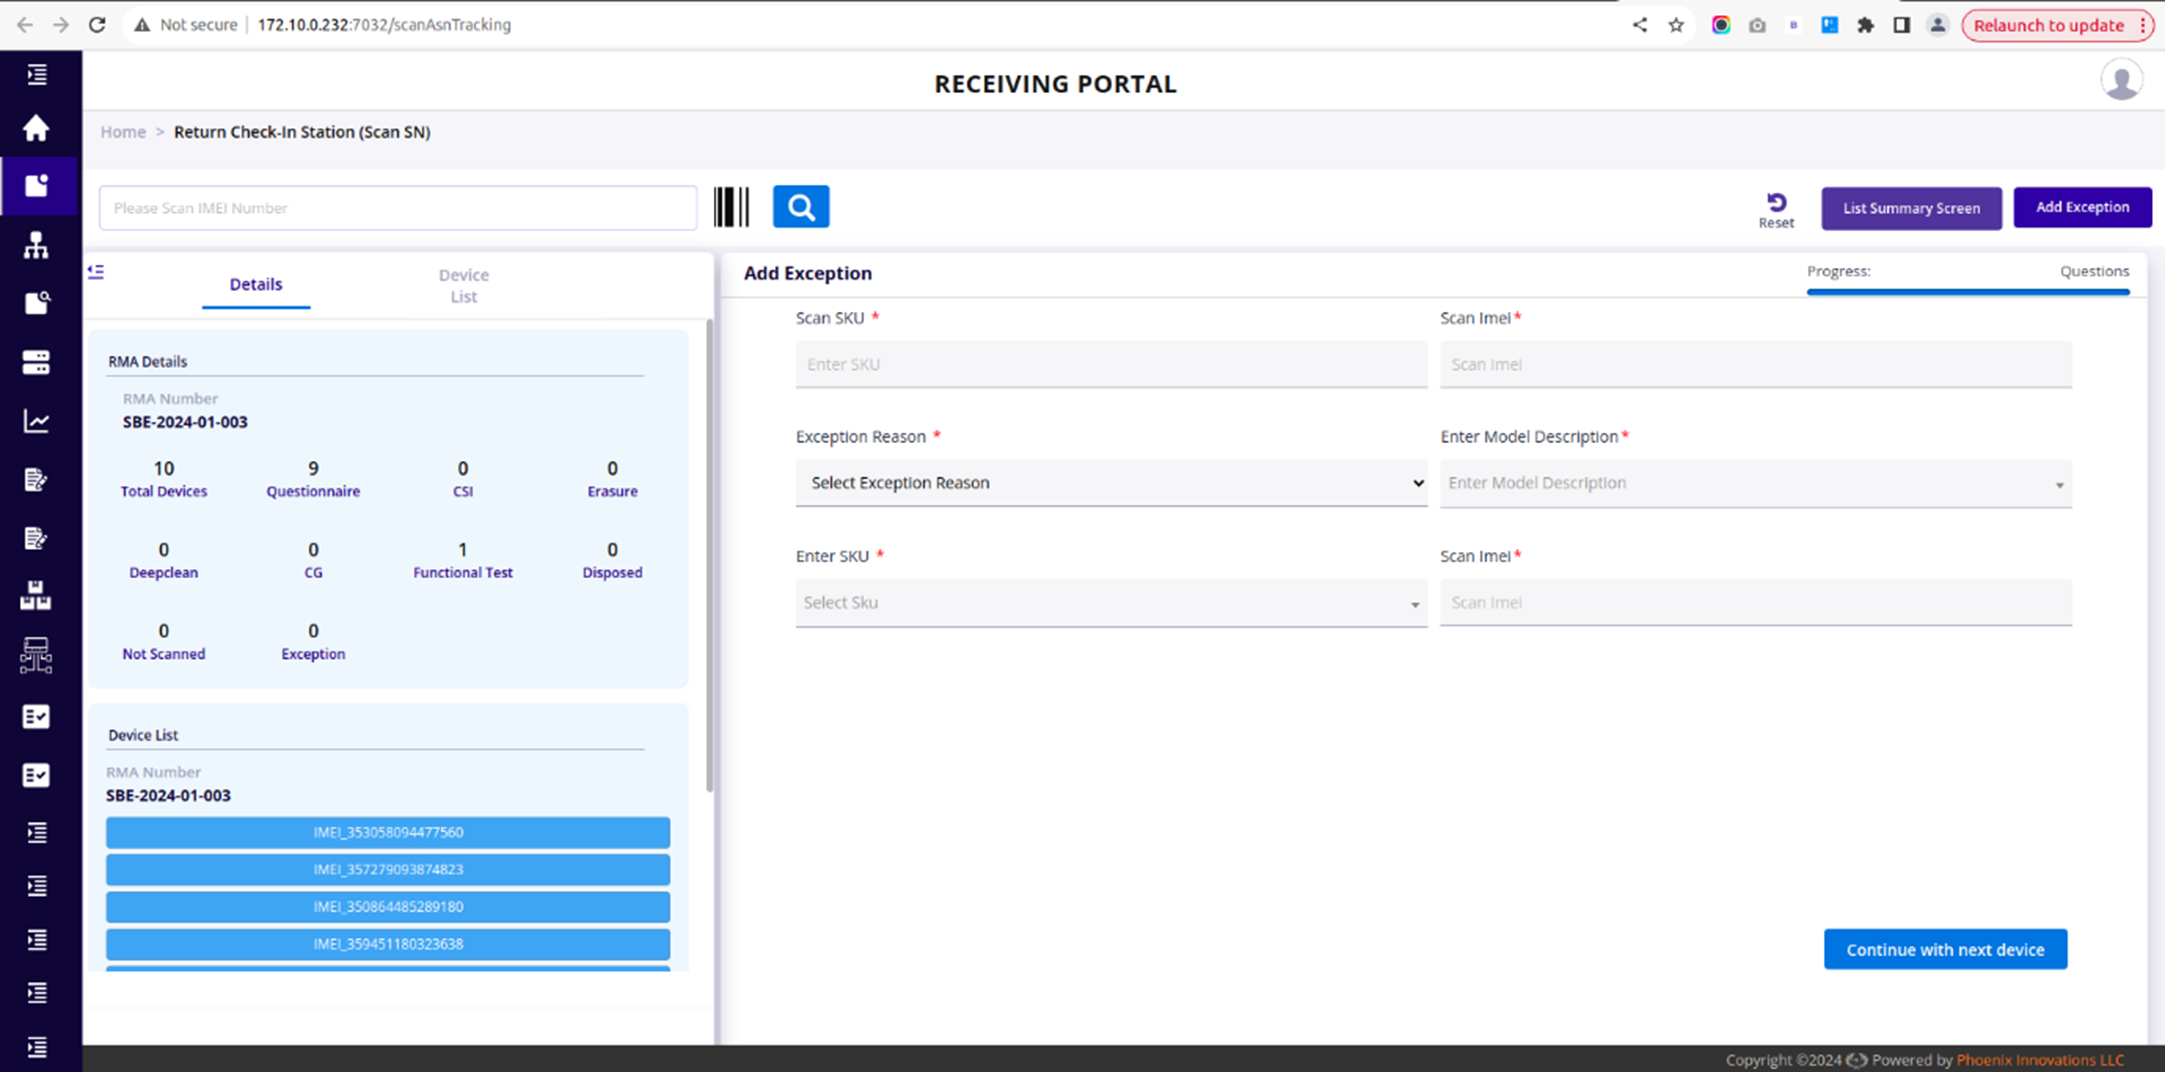 Not secure | 172.10.0.232:7032/scanAsnTracking
B
Relaunch to update
RECEIVING PORTAL
Home > Return Check-In Station (Scan SN)
Please Scan IMEI Number
Reset
List Summary Screen
Add Exception
Details
Device
List
RMA Details
RMA Number
SBE-2024-01-003
10 9 0 0
Total Devices Questionnaire CSI Erasure
0 0 1 0
Deepclean CG Functional Test Disposed
0 0
Not Scanned Exception
Device List
RMA Number
SBE-2024-01-003
IMEI_353058094477560
IMEI_357279093874823
IMEI_350864485289180
IMEI_359451180323638
Add Exception
Progress: Questions
Scan SKU * Scan Imei*
Enter SKU Scan Imei
Exception Reason * Enter Model Description*
Select Exception Reason Enter Model Description
Enter SKU * Scan Imei*
Select Sku Scan Imei
Continue with next device
Copyright ©2024 Powered by Phoenix Innovations LLC